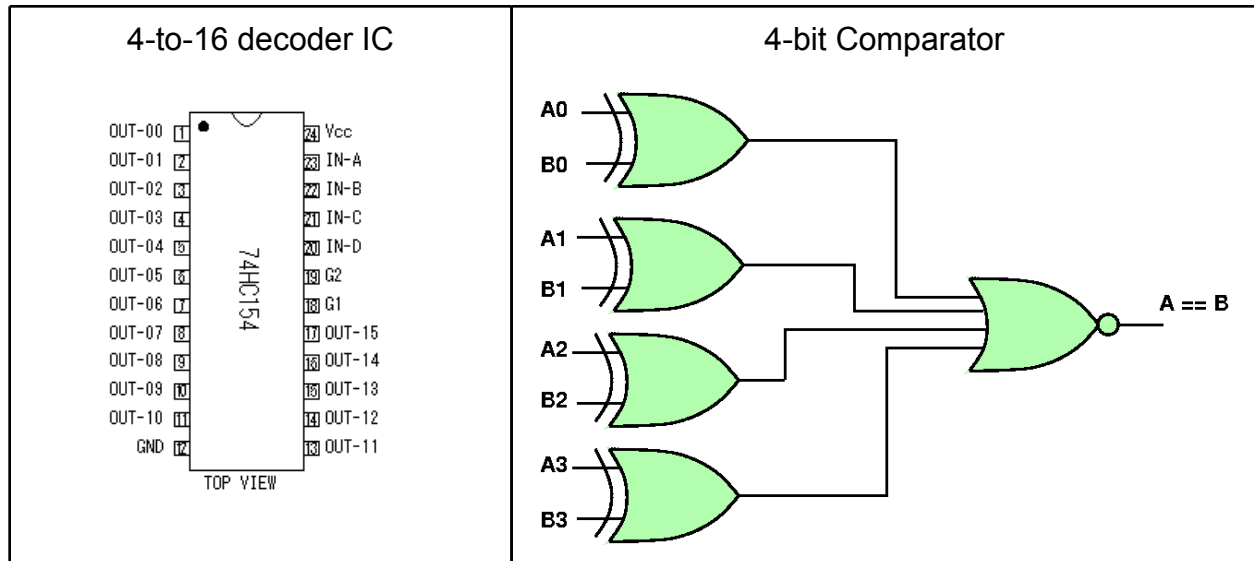 4-to-16 decoder IC
OUT-00 1
OUT-01 2
OUT-02 3
OUT-03 4
OUT-04 5
OUT-05 6
OUT-06 7
OUT-07 8
OUT-08 9
OUT-09 10
OUT-10 11
GND 12
74HC154
24 Vcc
23 IN-A
22 IN-B
21 IN-C
20 IN-D
19 G2
18 G1
17 OUT-15
16 OUT-14
15 OUT-13
14 OUT-12
13 OUT-11
TOP VIEW
4-bit Comparator
A0
B0
A1
B1
A2
B2
A3
B3
A == B